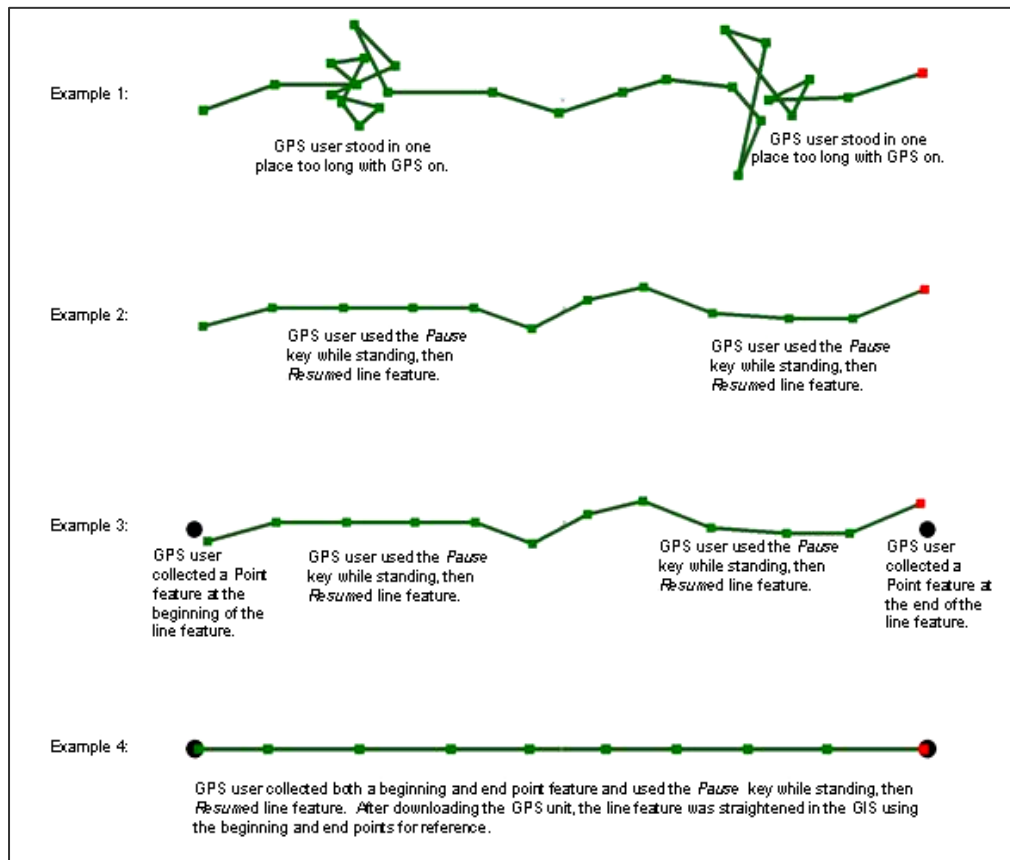 Example 1:
GPS user stood in one
place too long with GPS on.
GPS user stood in one
place too long with GPS on.
Example 2:
GPS user used the Pause
key while standing, then
Resumed line feature.
GPS user used the Pause
key while standing, then
Resumed line feature.
Example 3:
GPS user
collected a Point
feature at the
beginning of the
line feature.
GPS user used the Pause
key while standing, then
Resumed line feature.
GPS user used the Pause
key while standing, then
Resumed line feature.
GPS user
collected a
Point feature at
the end of the
line feature.
Example 4:
GPS user collected both a beginning and end point feature and used the Pause key while standing, then
Resumed line feature. After downloading the GPS unit, the line feature was straightened in the GIS using
the beginning and end points for reference.